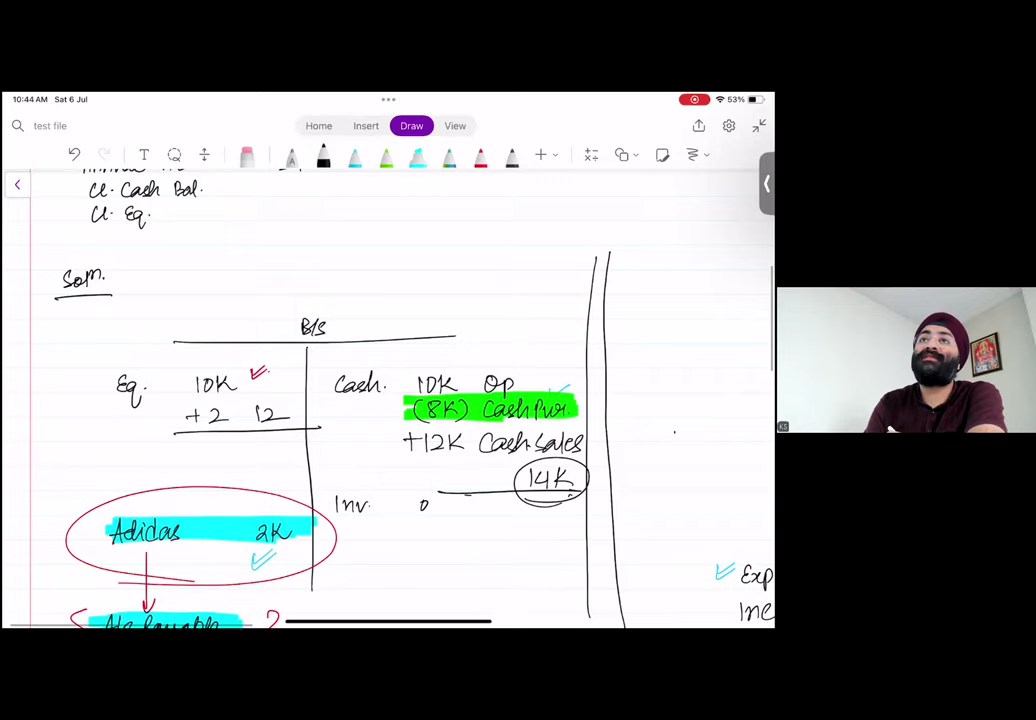 10:44 AM Sat 6 Jul
53%
test file
Home Insert Draw View
T
A
Cl. Cash Bal.
Cl. Eq.
Soln.
B/S
Eq. 10K Cash. 10K Op
(8K) Cash Pur.
+2 12
+12K Cash Sales
14K
Inv. 0
Adidas 2K
A/c Payable
Exp
Inc
KS